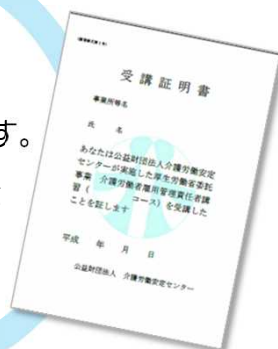 受講証明書
事業所等名
氏 名
あなたは公益財団法人介護労働安定
センターが実施した厚生労働省委託
事業 介護労働者雇用管理責任者講
習（ コース）を受講した
ことを証します
平成 年 月 日
公益財団法人 介護労働安定センター
す。